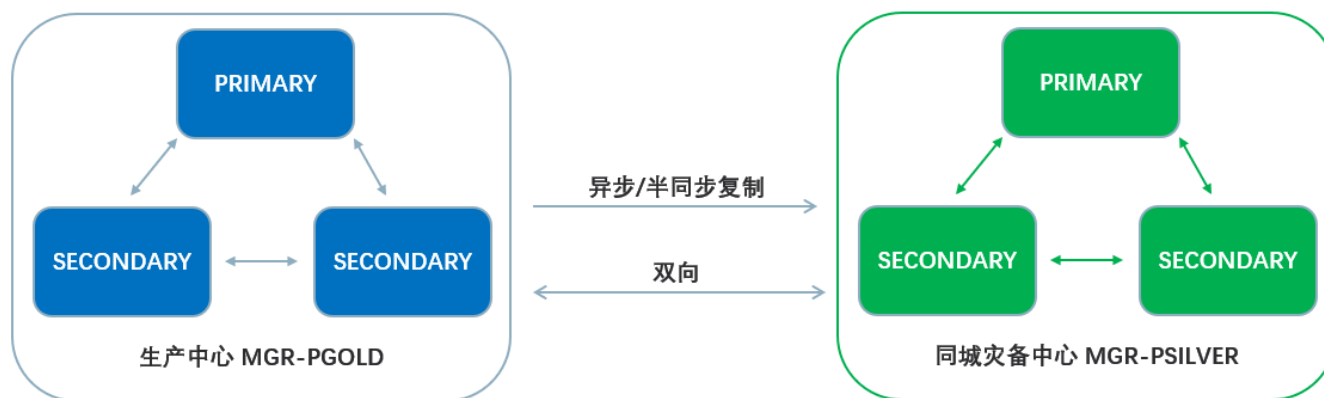 PRIMARY
SECONDARY
SECONDARY
生产中心 MGR-PGOLD
异步/半同步复制
双向
PRIMARY
SECONDARY
SECONDARY
同城灾备中心 MGR-PSILVER